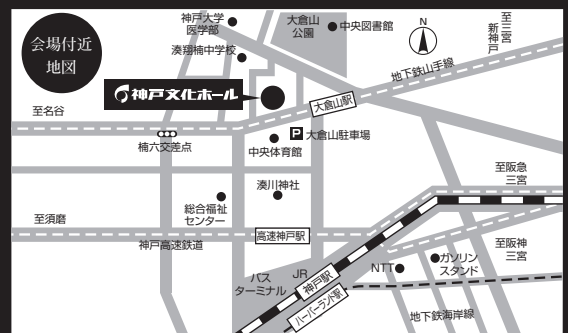 会場付近
地図
神戸大学
医学部
大倉山
公園
中央図書館
N
至三宮
新神戸
湊翔楠中学校
地下鉄山手線
神戸文化ホール
大倉山駅
至名谷
P 大倉山駐車場
楠六交差点
中央体育館
至阪急
三宮
湊川神社
総合福祉
センター
至須磨
高速神戸駅
神戸高速鉄道
至阪神
三宮
バス
ターミナル
JR
神戸駅
NTT
ガソリン
スタンド
ハーバーランド駅
地下鉄海岸線